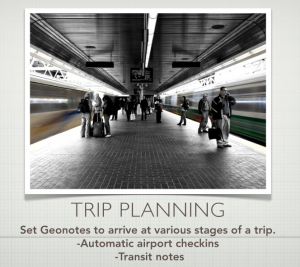 TRIP PLANNING
Set Geonotes to arrive at various stages of a trip.
-Automatic airport checkins
-Transit notes